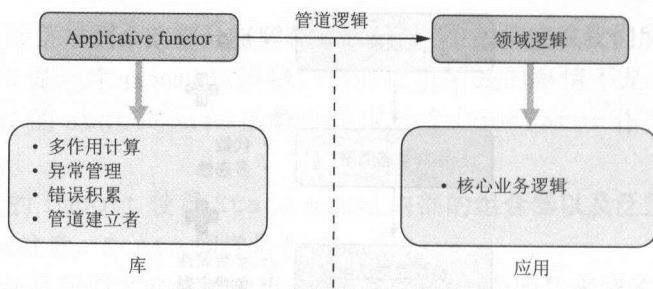 管道逻辑
Applicative functor
领域逻辑
• 多作用计算
• 异常管理
• 错误积累
• 管道建立者
• 核心业务逻辑
库
应用